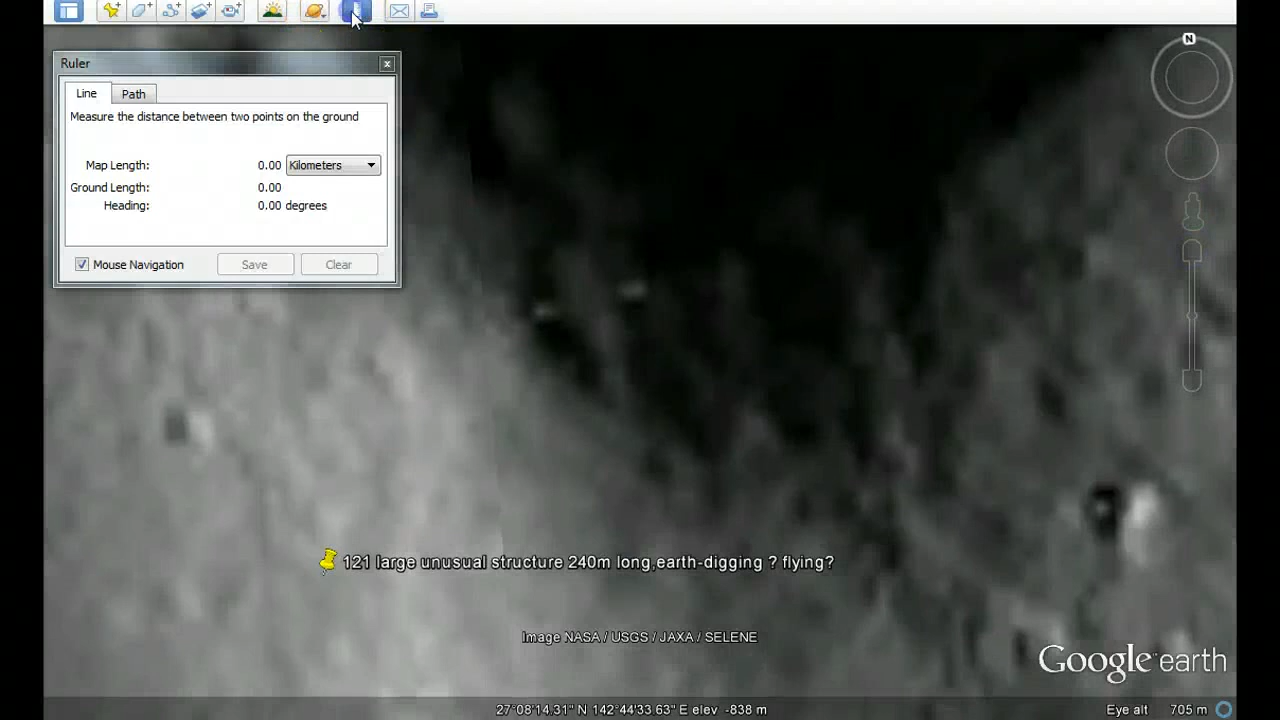 N
Ruler
Line Path
Measure the distance between two points on the ground
Map Length: 0.00 Kilometers
Ground Length: 0.00
Heading: 0.00 degrees
Mouse Navigation Save Clear
121 large unusual structure 240m long,earth-digging ? flying?
Image NASA / USGS / JAXA / SELENE
Google earth
27°08'14.31" N 142°44'33.63" E elev -838 m
Eye alt 705 m